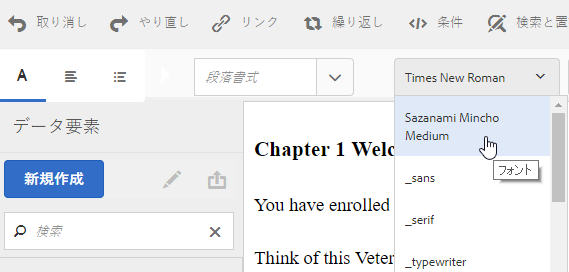 取り消し やり直し リンク 繰り返し 条件 検索と置
A 段落書式 Times New Roman
データ要素
Sazanami Mincho
Medium
フォント
新規作成
_sans
検索
_serif
_typewriter
Chapter 1 Welc
You have enrolled
Think of this Veter